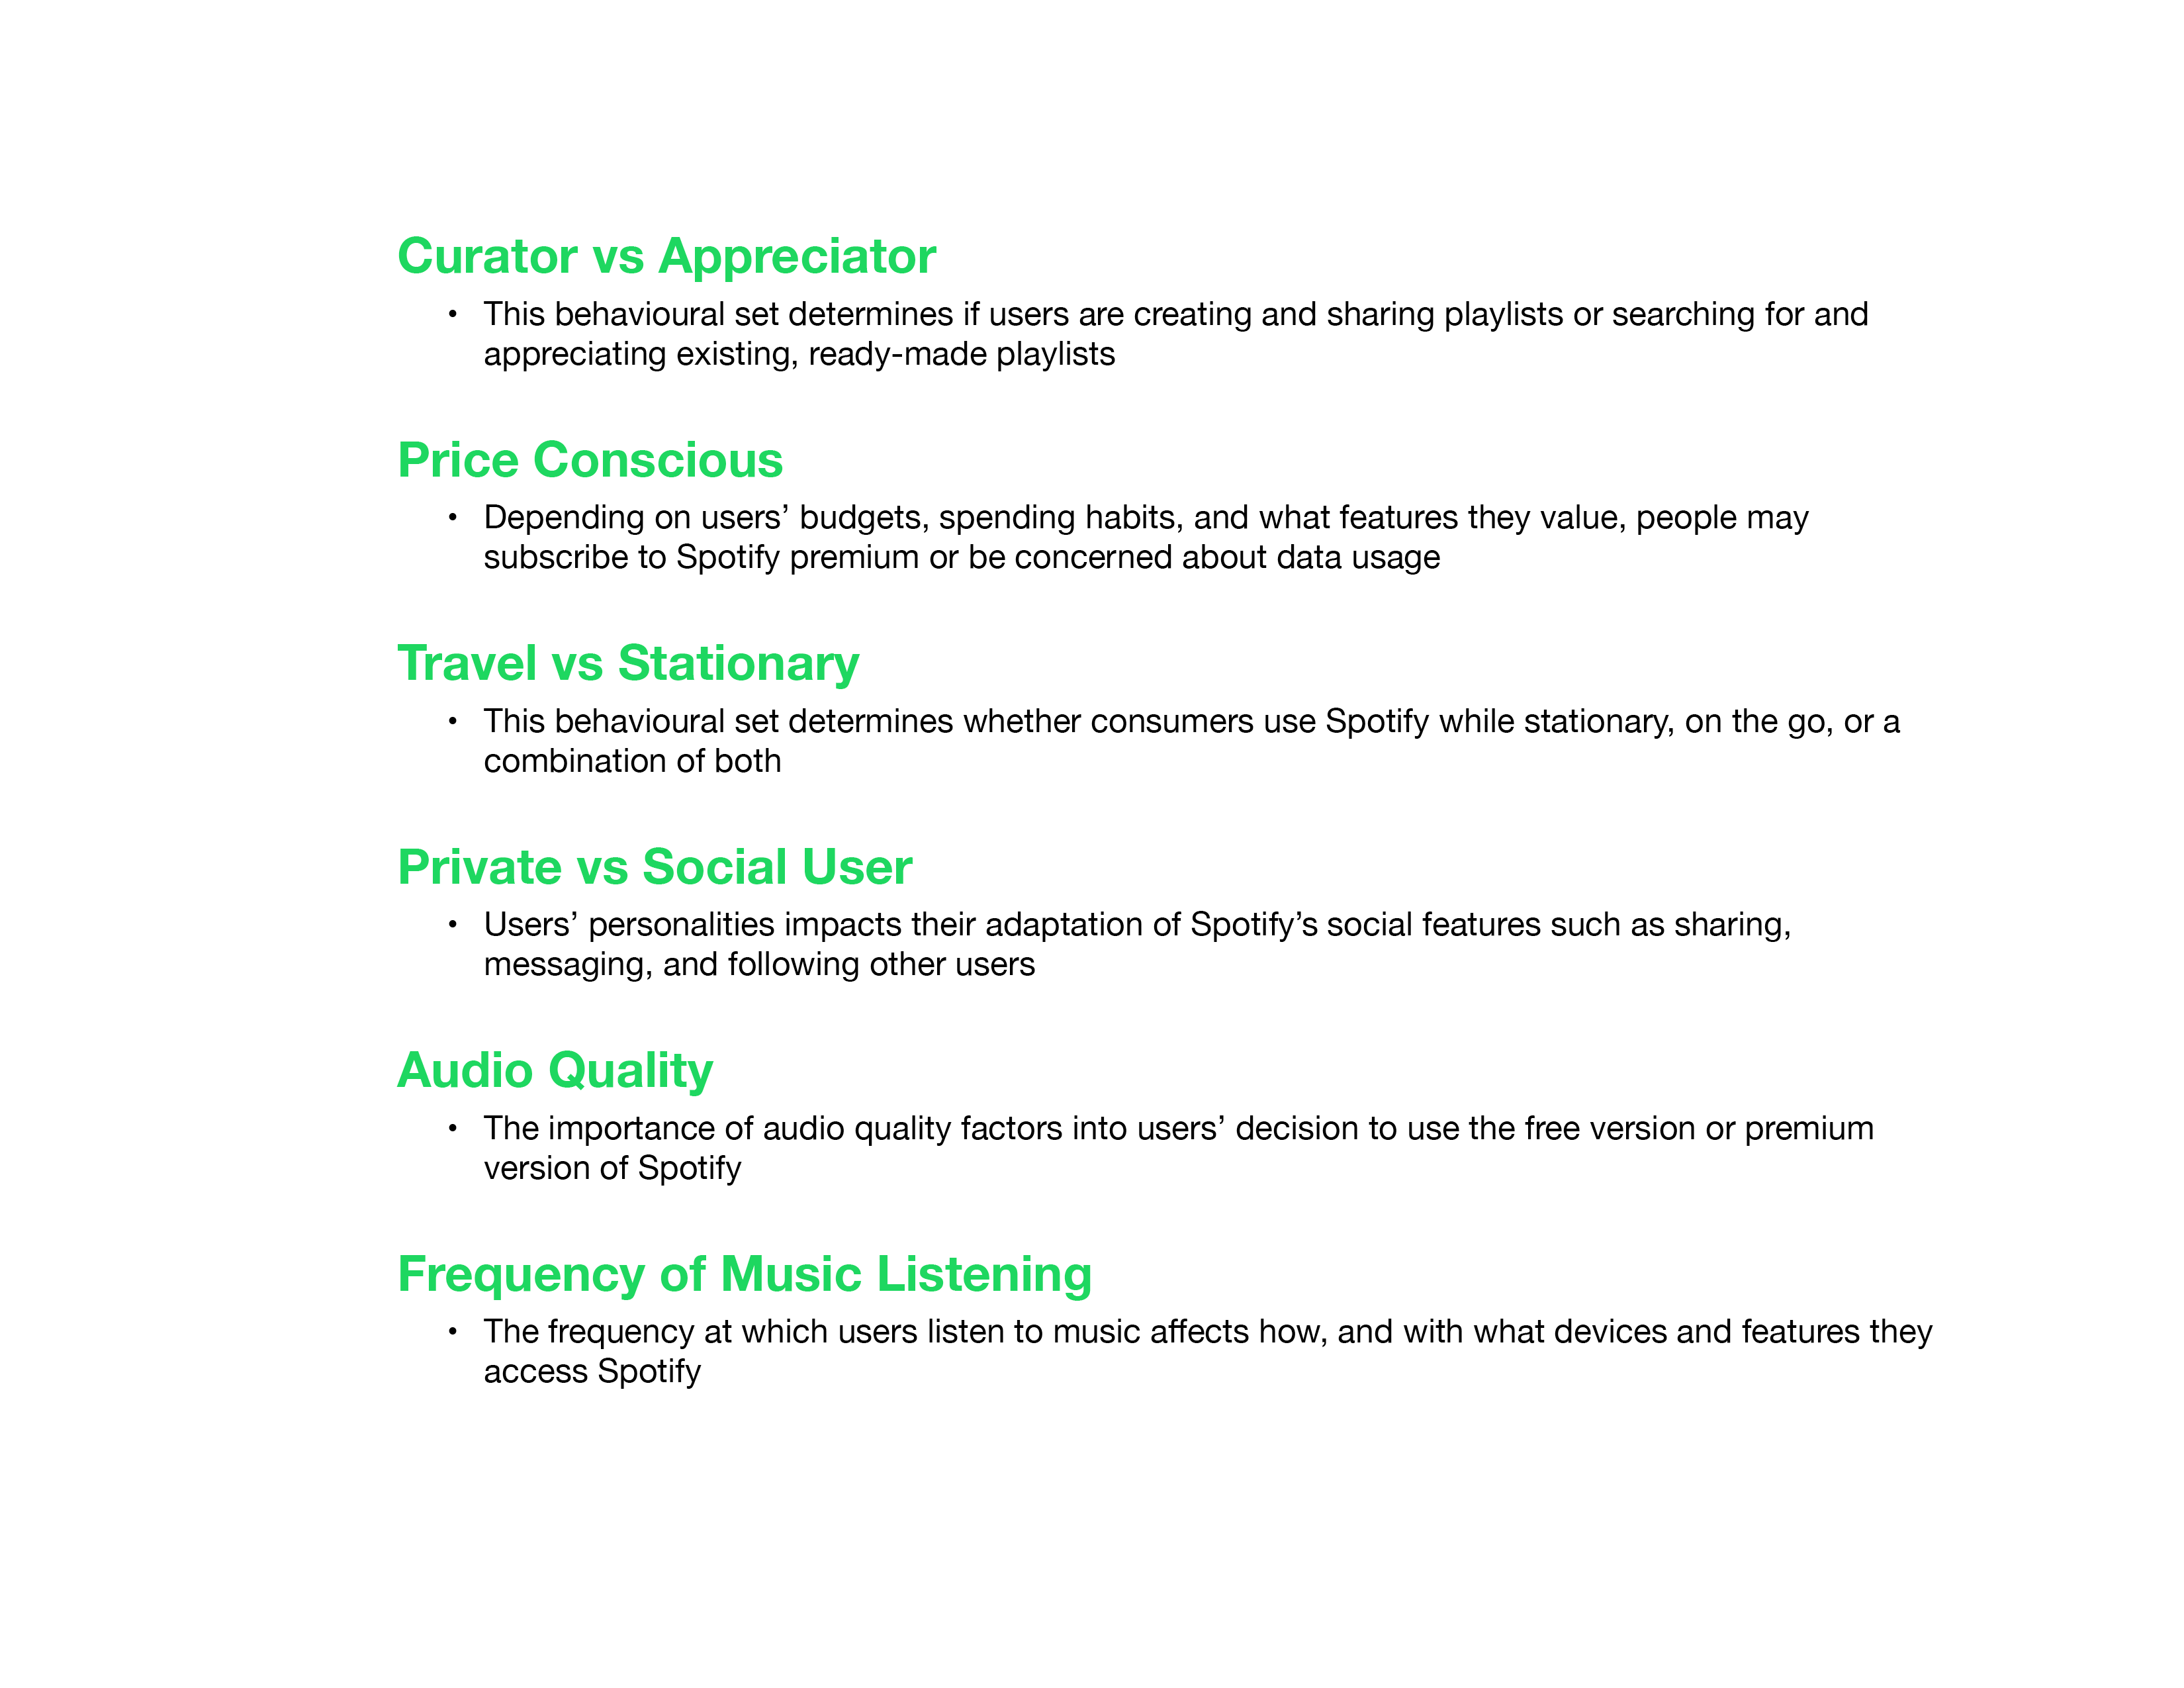 Curator vs Appreciator
• This behavioural set determines if users are creating and sharing playlists or searching for and
appreciating existing, ready-made playlists
Price Conscious
• Depending on users’ budgets, spending habits, and what features they value, people may
subscribe to Spotify premium or be concerned about data usage
Travel vs Stationary
• This behavioural set determines whether consumers use Spotify while stationary, on the go, or a
combination of both
Private vs Social User
• Users’ personalities impacts their adaptation of Spotify’s social features such as sharing,
messaging, and following other users
Audio Quality
• The importance of audio quality factors into users’ decision to use the free version or premium
version of Spotify
Frequency of Music Listening
• The frequency at which users listen to music affects how, and with what devices and features they
access Spotify